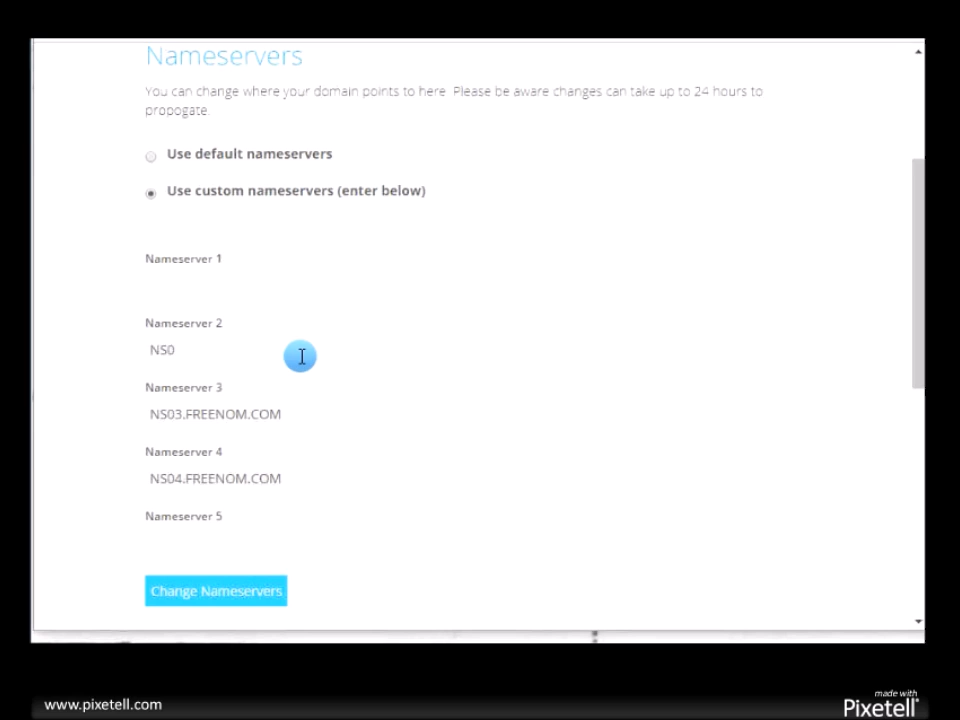 Nameservers
You can change where your domain points to here. Please be aware changes can take up to 24 hours to
propogate.
Use default nameservers
Use custom nameservers (enter below)
Nameserver 1
Nameserver 2
NS0
Nameserver 3
NS03.FREENOM.COM
Nameserver 4
NS04.FREENOM.COM
Nameserver 5
Change Nameservers
www.pixetell.com
made with
Pixetell